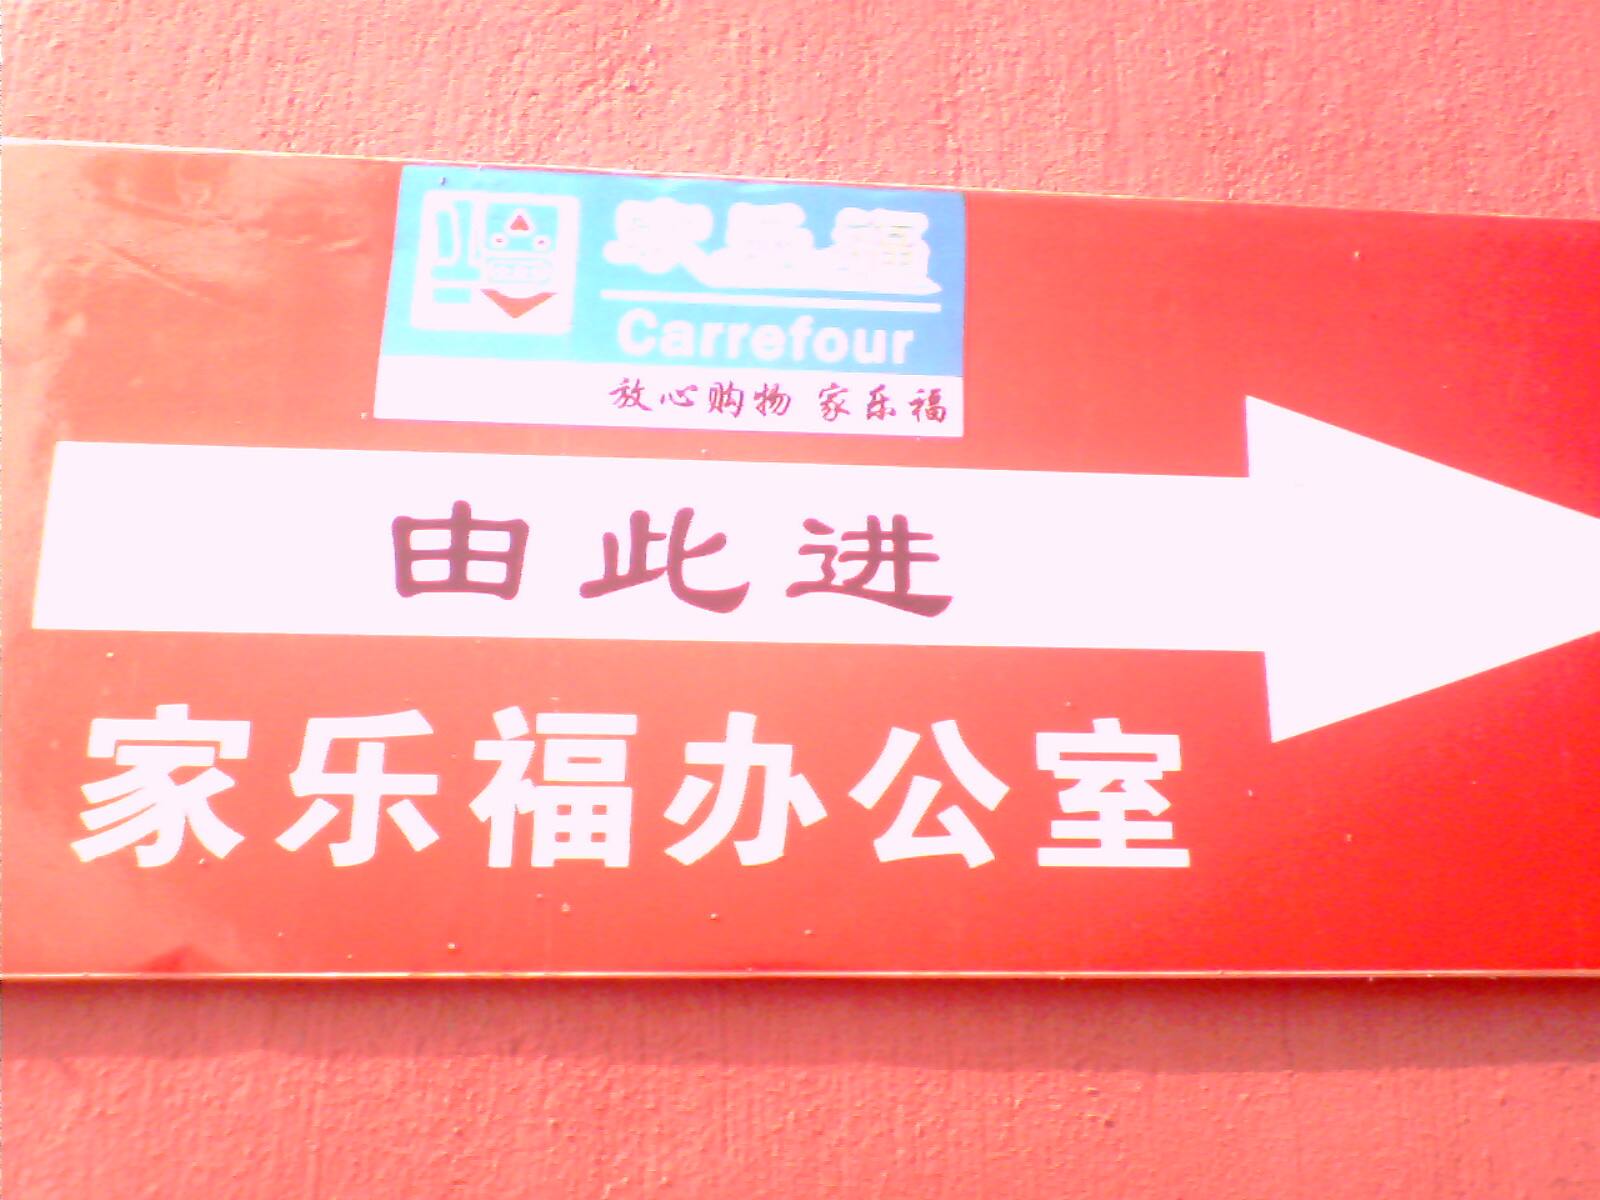 家乐福
Carrefour
放心购物 家乐福
由此进
家乐福办公室